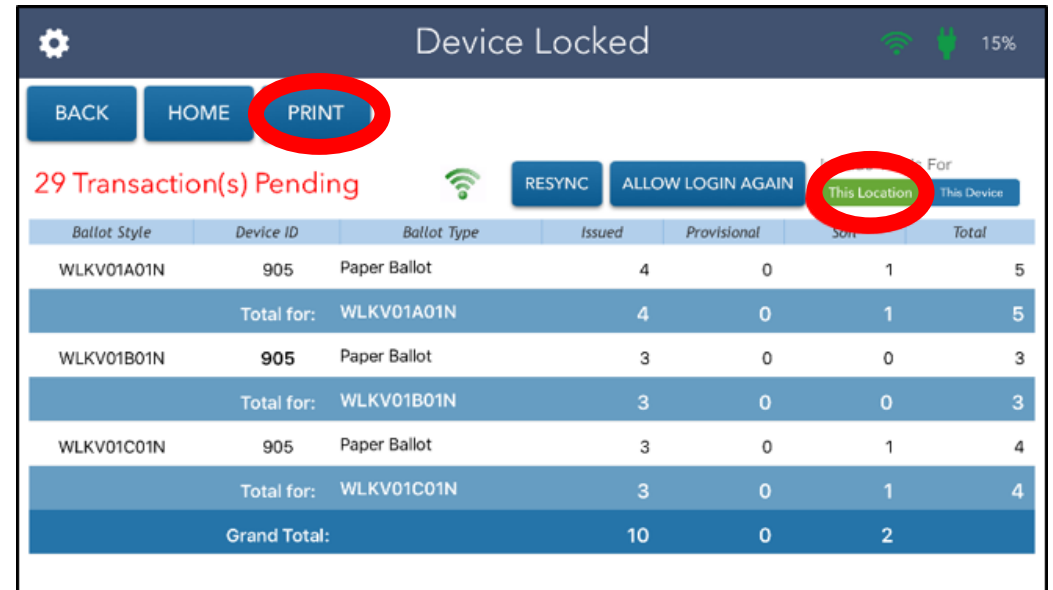 Device Locked 15%
BACK HOME PRINT
For
29 Transaction(s) Pending RESYNC ALLOW LOGIN AGAIN This Location This Device
Ballot Style Device ID Ballot Type Issued Provisional Total
WLKV01A01N 905 Paper Ballot 4 0 1 5
Total for: WLKV01A01N 4 0 1 5
WLKV01B01N 905 Paper Ballot 3 0 0 3
Total for: WLKV01B01N 3 0 0 3
WLKV01C01N 905 Paper Ballot 3 0 1 4
Total for: WLKV01C01N 3 0 1 4
Grand Total: 10 0 2